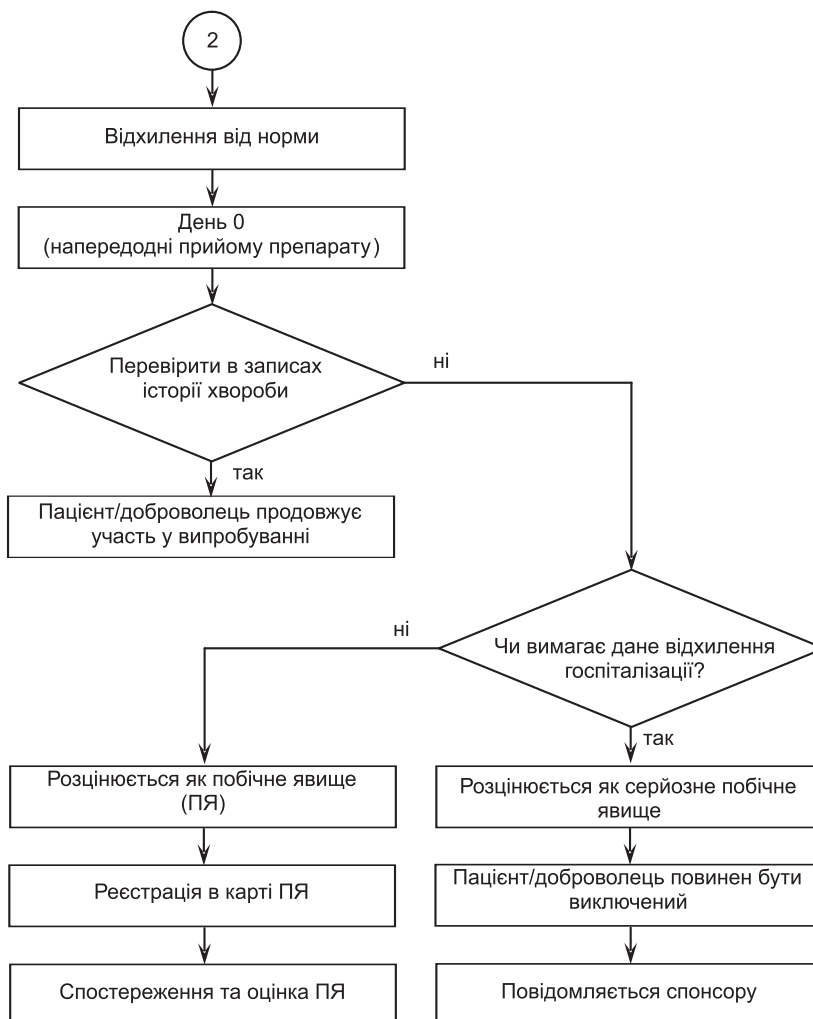 2
Відхилення від норми
День 0
(напередодні прийому препарату)
Перевірити в записах
історії хвороби
ні
так
Пацієнт/доброволець продовжує
участь у випробуванні
ні
Чи вимагає дане відхилення
госпіталізації?
так
Розцінюється як побічне явище
(ПЯ)
Розцінюється як серйозне побічне
явище
Реєстрація в карті ПЯ
Пацієнт/доброволець повинен бути
виключений
Спостереження та оцінка ПЯ
Повідомляється спонсору